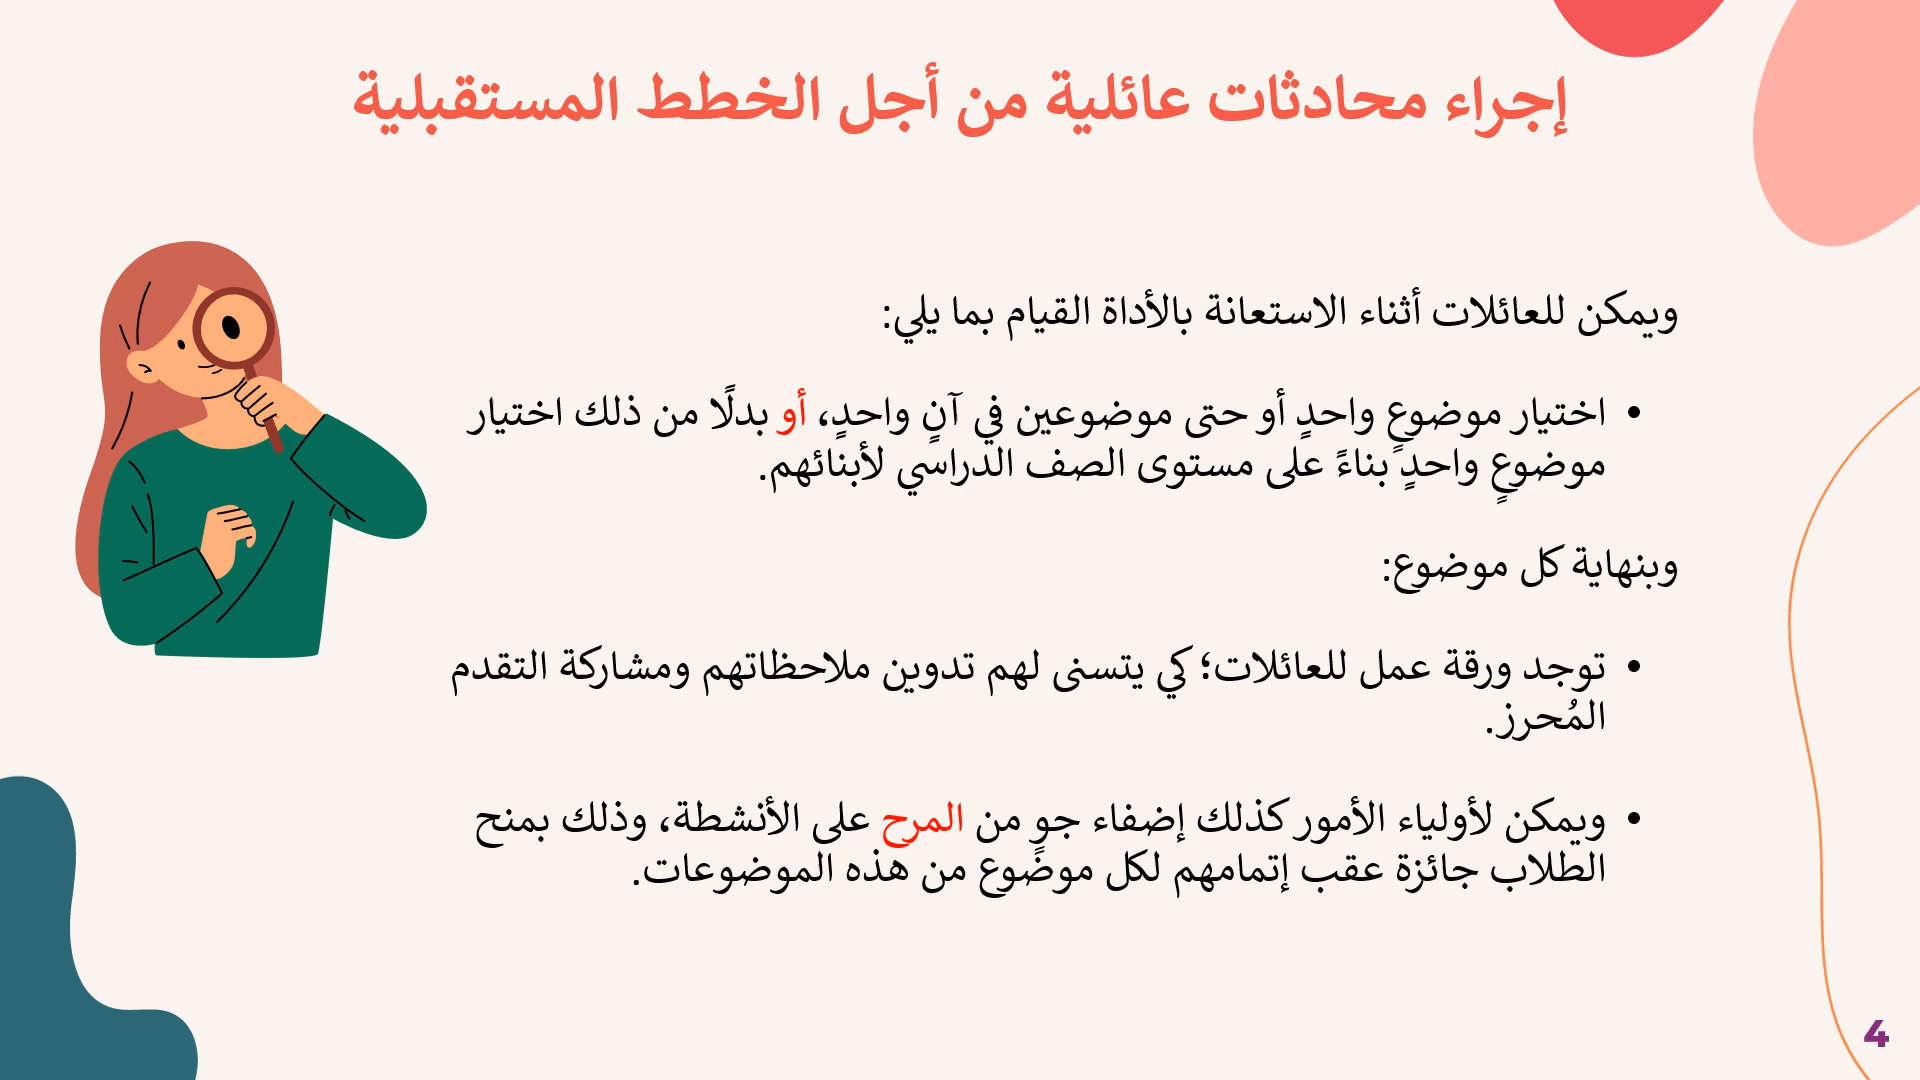 إجراء محادثات عائلية من أجل الخطط المستقبلية
ويمكن للعائلات أثناء الاستعانة بالأداة القيام بما يلي:
• اختيار موضوعٍ واحدٍ أو حتى موضوعين في آنٍ واحدٍ، أو بدلًا من ذلك اختيار
موضوعٍ واحدٍ بناءً على مستوى الصف الدراسي لأبنائهم.
وبنهاية كل موضوع:
• توجد ورقة عمل للعائلات؛ كي يتسنى لهم تدوين ملاحظاتهم ومشاركة التقدم
المُحرز.
• ويمكن لأولياء الأمور كذلك إضفاء جوٍ من المرح على الأنشطة، وذلك بمنح
الطلاب جائزة عقب إتمامهم لكل موضوع من هذه الموضوعات.
4